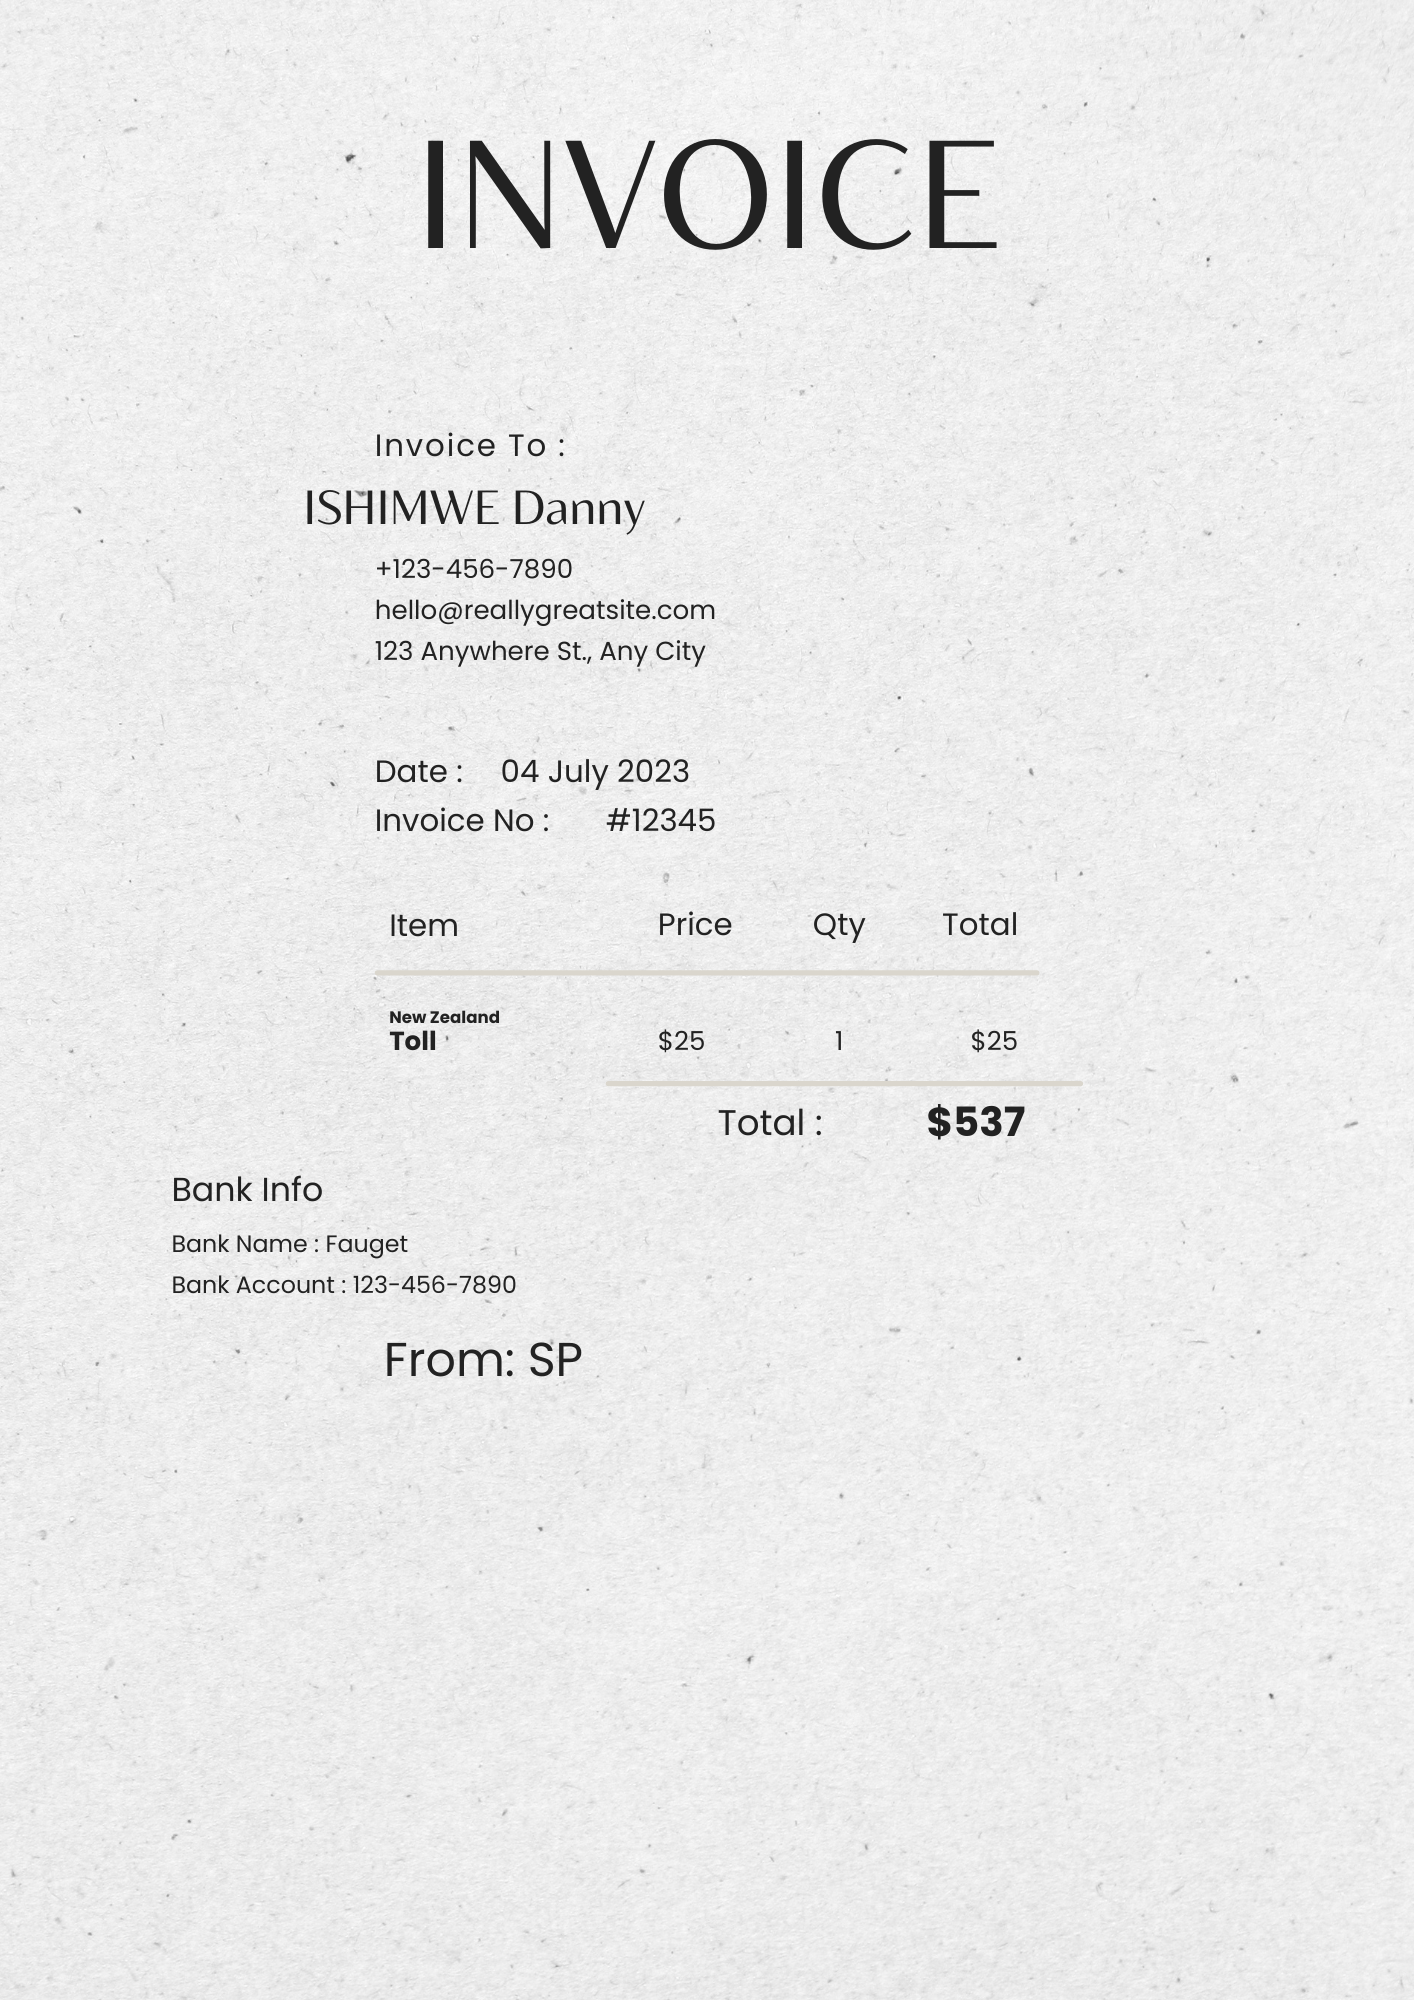 INVOICE
Invoice To :
ISHIMWE Danny
+123-456-7890
hello@reallygreatsite.com
123 Anywhere St., Any City
Date : 04 July 2023
Invoice No : #12345
Item Price Qty Total
New Zealand
Toll $25 1 $25
Total : $537
Bank Info
Bank Name : Fauget
Bank Account : 123-456-7890
From: SP